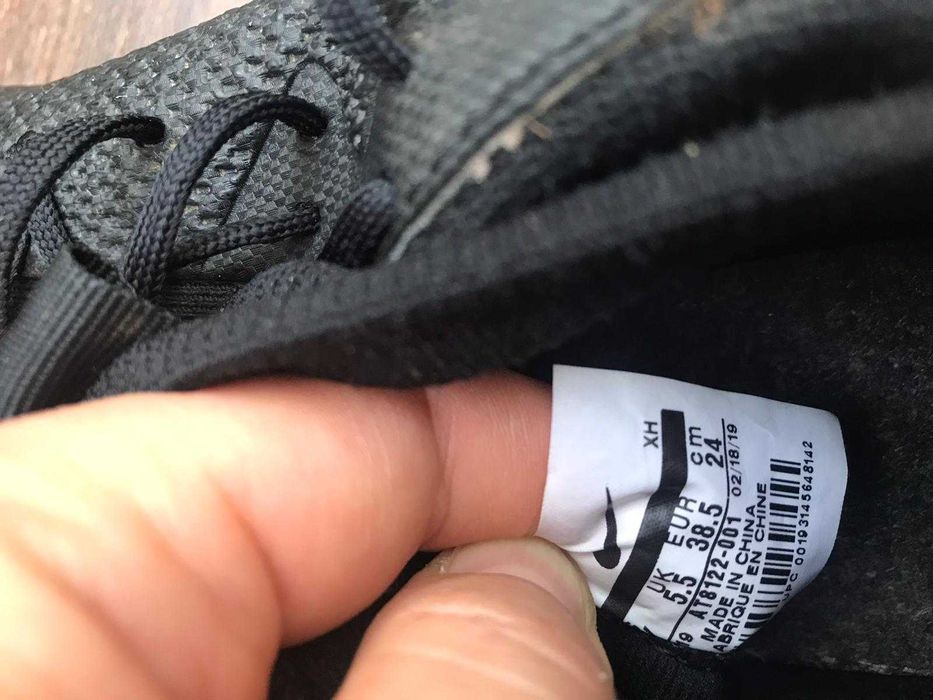 XH
UK EUR cm
5.5 38.5 24
AT8122-001 02/18/19
MADE IN CHINA
FABRIQUE EN CHINE
UPC 00193145648142